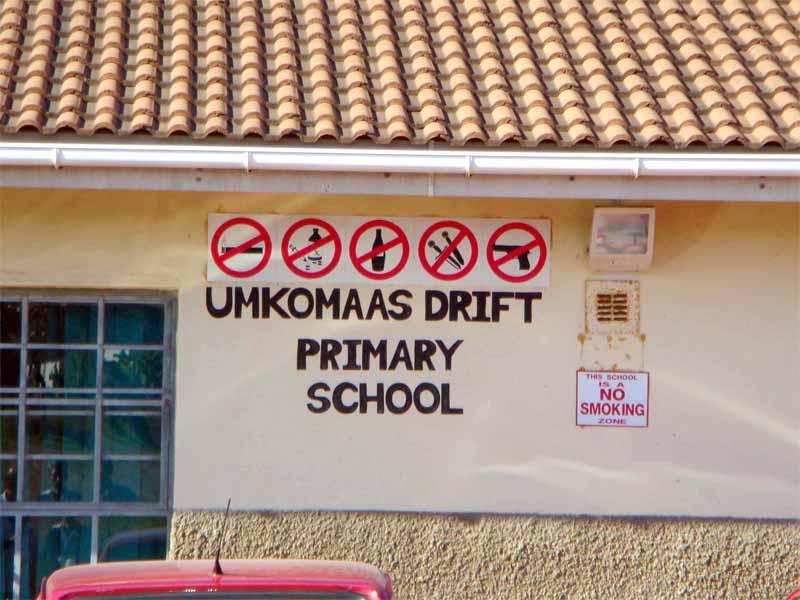 UMKOMAAS DRIFT
PRIMARY
SCHOOL
THIS SCHOOL
IS A
NO
SMOKING
ZONE